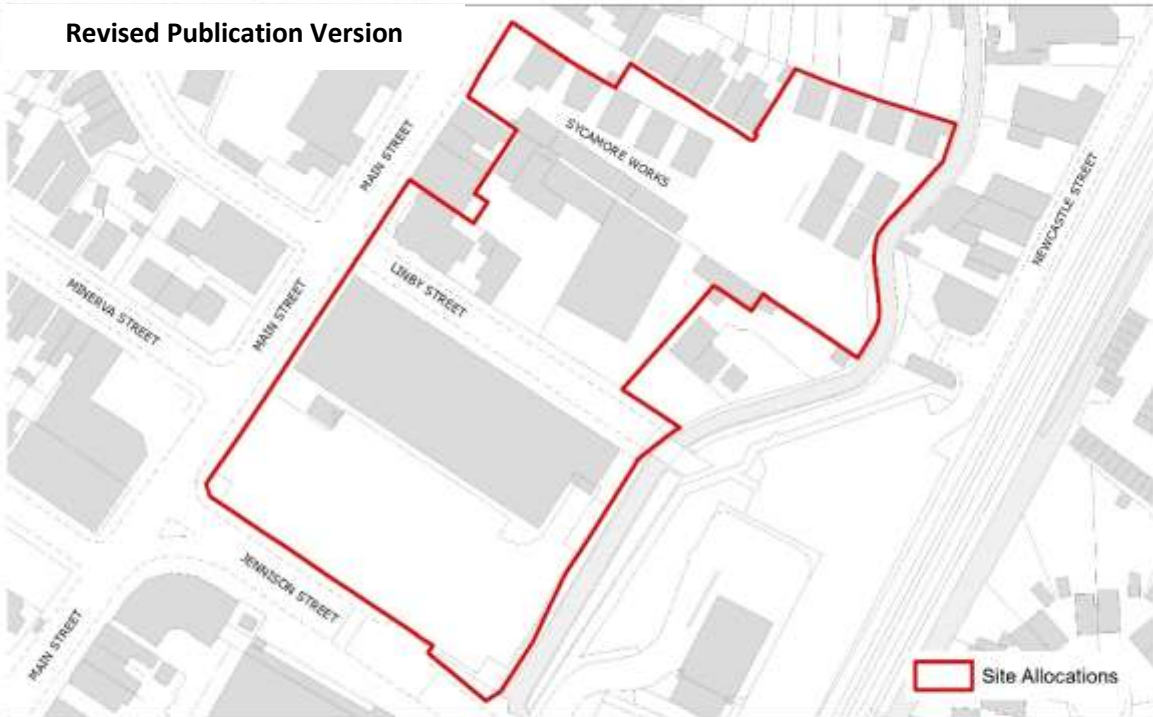 Revised Publication Version
MAIN STREET
SYCAMORE WORKS
NEWCASTLE STREET
LINBY STREET
MINERVA STREET
MAIN STREET
JENNISON STREET
MAIN STREET
Site Allocations